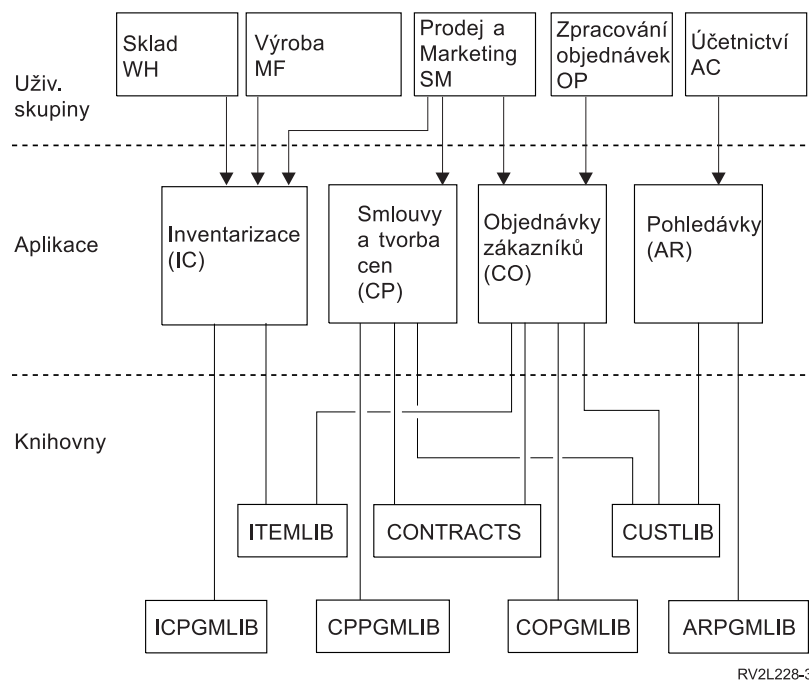 Sklad
WH
Výroba
MF
Prodej a
Marketing
SM
Zpracování
objednávek
OP
Účetnictví
AC
Uživ.
skupiny
Aplikace
Inventarizace
(IC)
Smlouvy
a tvorba
cen
(CP)
Objednávky
zákazníků
(CO)
Pohledávky
(AR)
Knihovny
ITEMLIB
CONTRACTS
CUSTLIB
ICPGMLIB
CPPGMLIB
COPGMLIB
ARPGMLIB
RV2L228-3